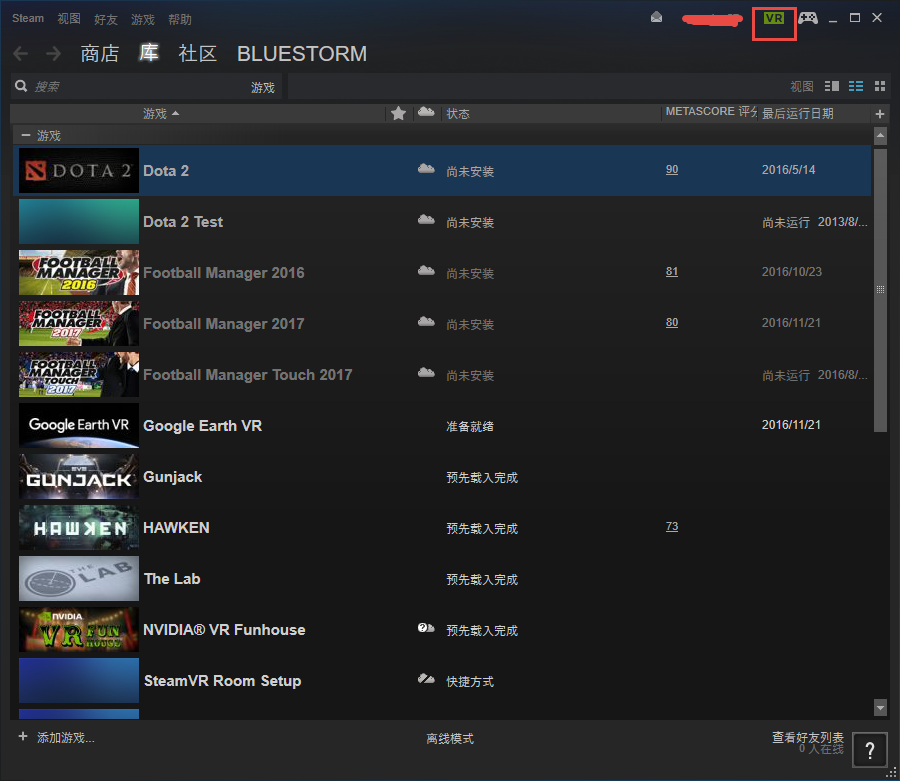 Steam 视图 好友 游戏 帮助
VR
商店 库 社区 BLUESTORM
搜索 游戏 视图
游戏 状态 METASCORE 评分 最后运行日期 +
− 游戏
DOTA 2 Dota 2 尚未安装 90 2016/5/14
Dota 2 Test 尚未安装 尚未运行 2013/8/...
FOOTBALL MANAGER 2016 Football Manager 2016 尚未安装 81 2016/10/23
FOOTBALL MANAGER 2017 Football Manager 2017 尚未安装 80 2016/11/21
FOOTBALL MANAGER TOUCH 2017 Football Manager Touch 2017 尚未安装 尚未运行 2016/8/...
Google Earth VR Google Earth VR 准备就绪 2016/11/21
EVE GUNJACK Gunjack 预先载入完成
HAWKEN HAWKEN 预先载入完成 73
THE LAB The Lab 预先载入完成
NVIDIA VR FUN HOUSE NVIDIA® VR Funhouse ? 预先载入完成
SteamVR Room Setup 快捷方式
+ 添加游戏... 离线模式 查看好友列表
0 人在线 ?